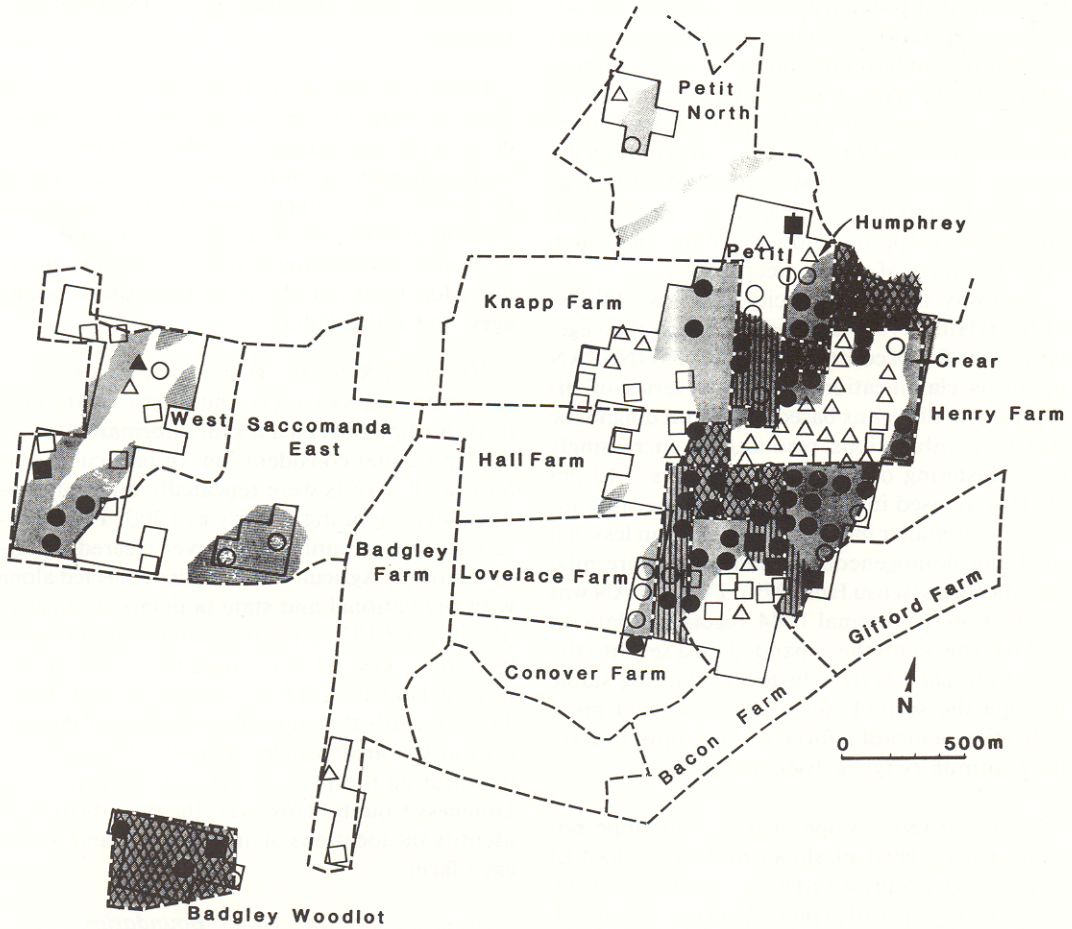 Petit
North
Humphrey
Petit
Knapp Farm
Crear
Henry Farm
West
Saccomanda
East
Hall Farm
Badgley
Farm
Lovelace Farm
Gifford Farm
Conover Farm
Bacon Farm
N
0 500m
Badgley Woodlot